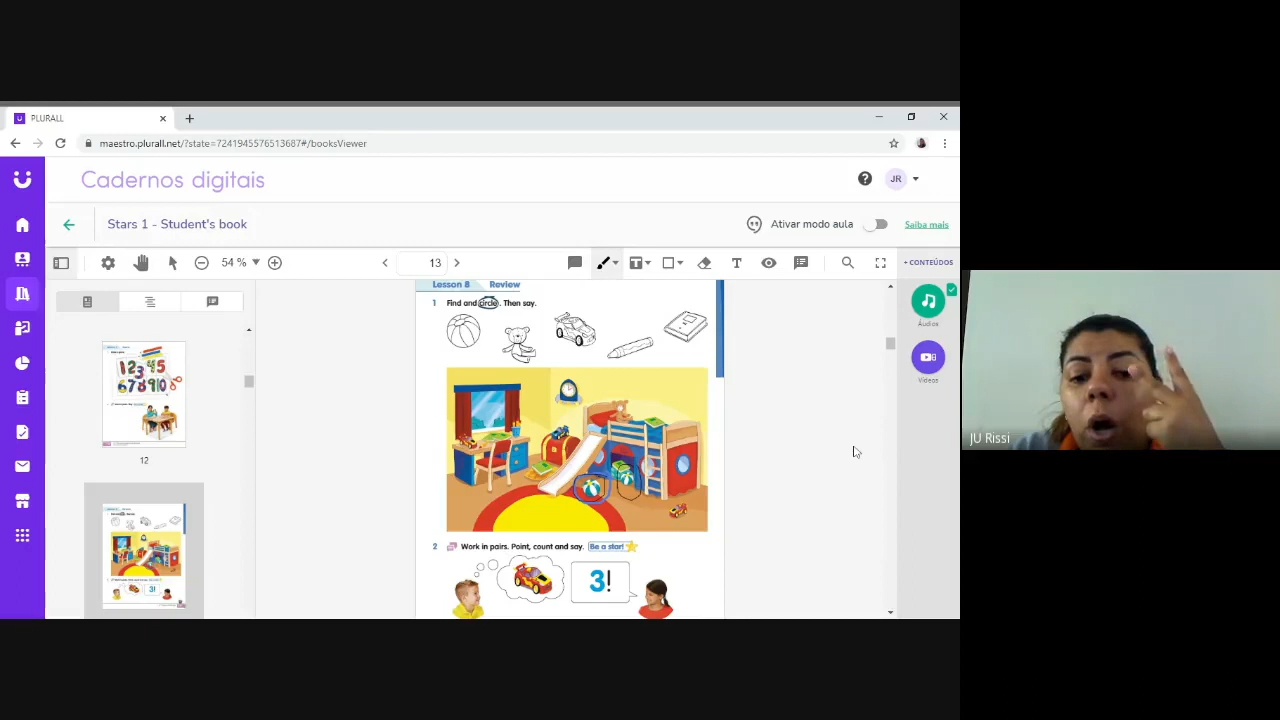 PLURALL
maestro.plurall.net/?state=7241945576513687#/booksViewer
Cadernos digitais
JR
Stars 1 - Student's book
Ativar modo aula
Saiba mais
54 %
13
+ CONTEÚDOS
Lesson 8 Review
1 Find and circle. Then say.
Áudios
Vídeos
12
2 Work in pairs. Point, count and say. Be a star!
3!
JU Rissi